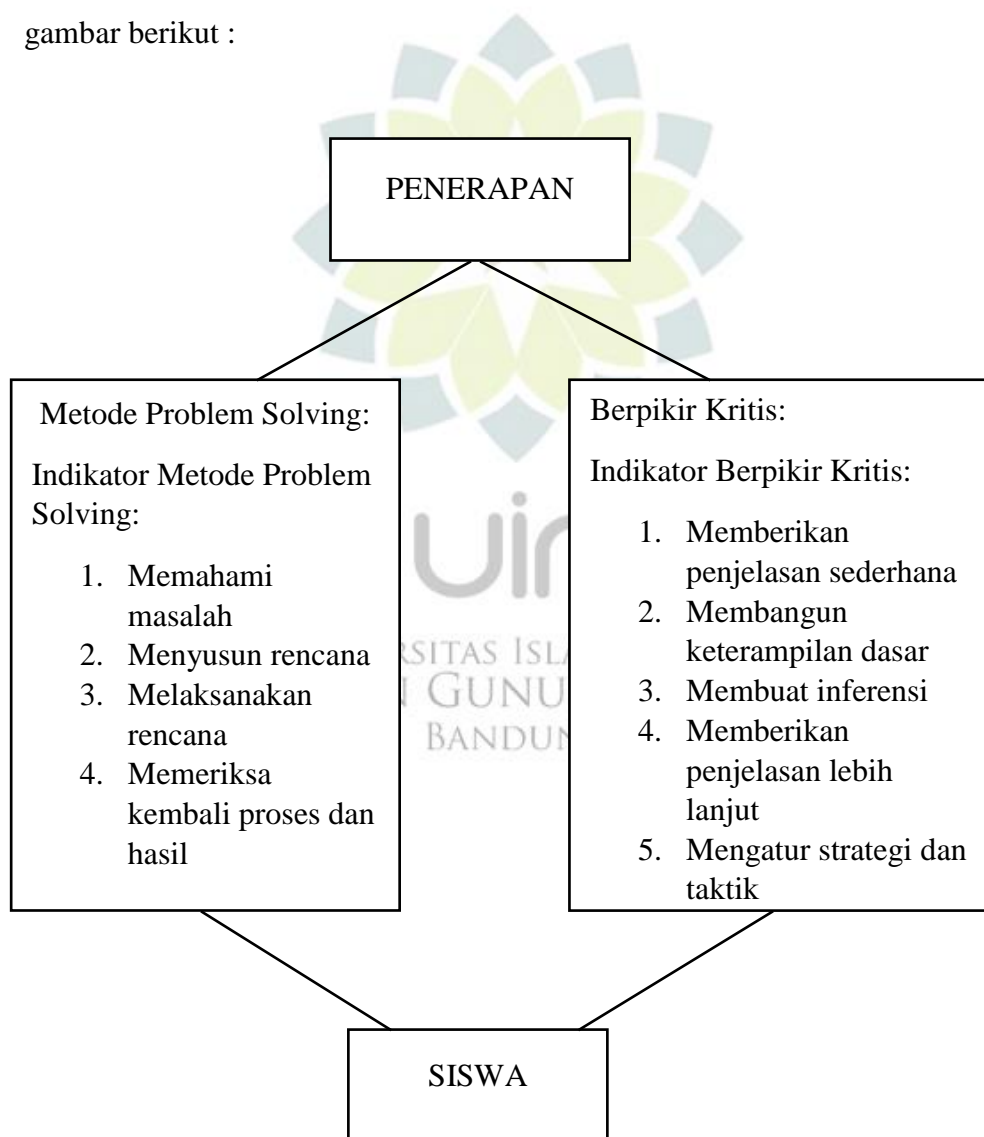 gambar berikut :
PENERAPAN
Metode Problem Solving:
Indikator Metode Problem
Solving:
1. Memahami
masalah
2. Menyusun rencana
3. Melaksanakan
rencana
4. Memeriksa
kembali proses dan
hasil
Berpikir Kritis:
Indikator Berpikir Kritis:
1. Memberikan
penjelasan sederhana
2. Membangun
keterampilan dasar
3. Membuat inferensi
4. Memberikan
penjelasan lebih
lanjut
5. Mengatur strategi dan
taktik
SISWA